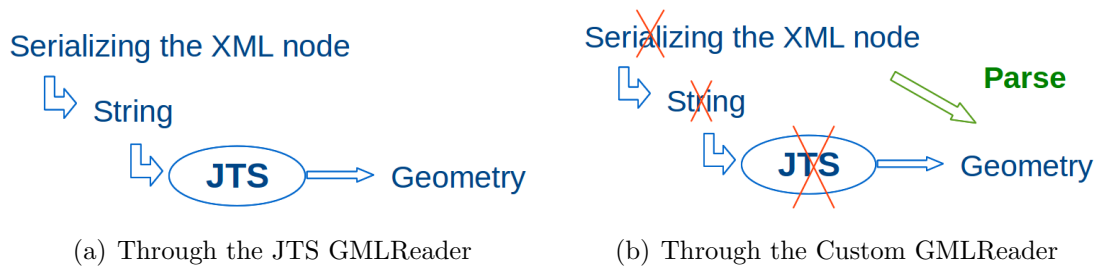 Serializing the XML node
String
JTS
Geometry
(a) Through the JTS GMLReader
Serializing the XML node
Parse
String
JTS
Geometry
(b) Through the Custom GMLReader